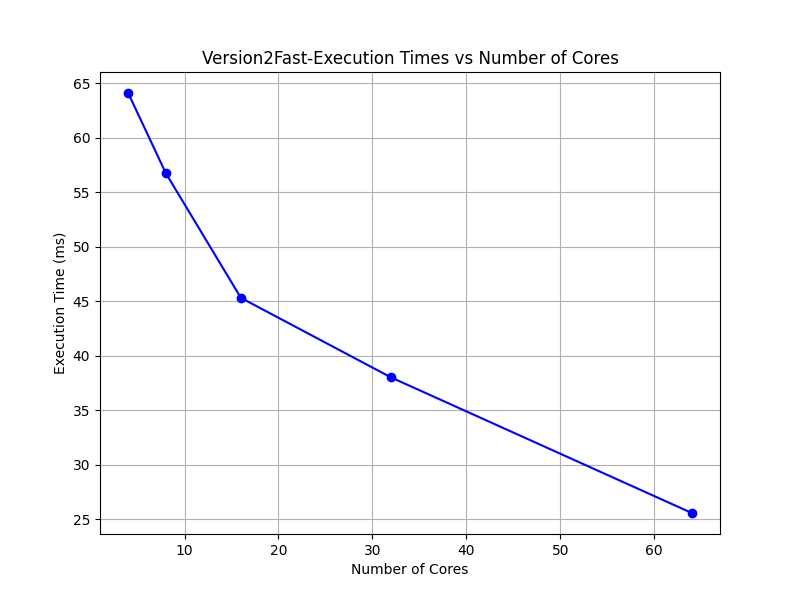 Version2Fast-Execution Times vs Number of Cores
65
60
55
50
45
40
35
30
25
Execution Time (ms)
10 20 30 40 50 60
Number of Cores